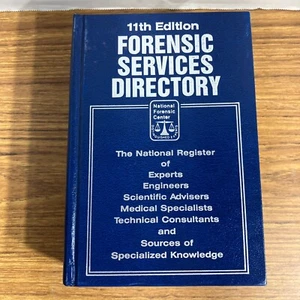 11th Edition
FORENSIC
SERVICES
DIRECTORY
National
Forensic
Center
The National Register
of
Experts
Engineers
Scientific Advisers
Medical Specialists
Technical Consultants
and
Sources of
Specialized Knowledge